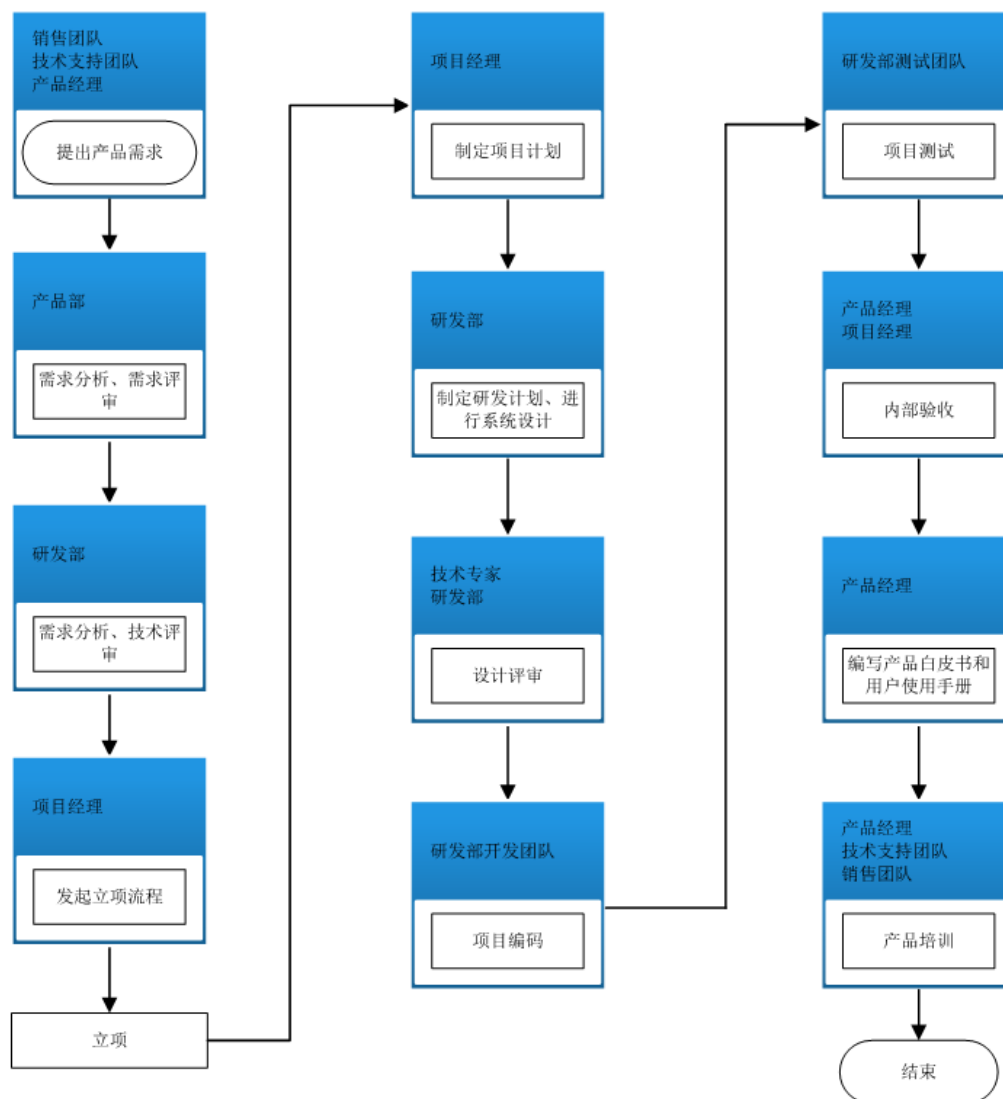 销售团队
技术支持团队
产品经理
提出产品需求
产品部
需求分析、需求评
审
研发部
需求分析、技术评
审
项目经理
发起立项流程
立项
项目经理
制定项目计划
研发部
制定研发计划、进
行系统设计
技术专家
研发部
设计评审
研发部开发团队
项目编码
研发部测试团队
项目测试
产品经理
项目经理
内部验收
产品经理
编写产品白皮书和
用户使用手册
产品经理
技术支持团队
销售团队
产品培训
结束